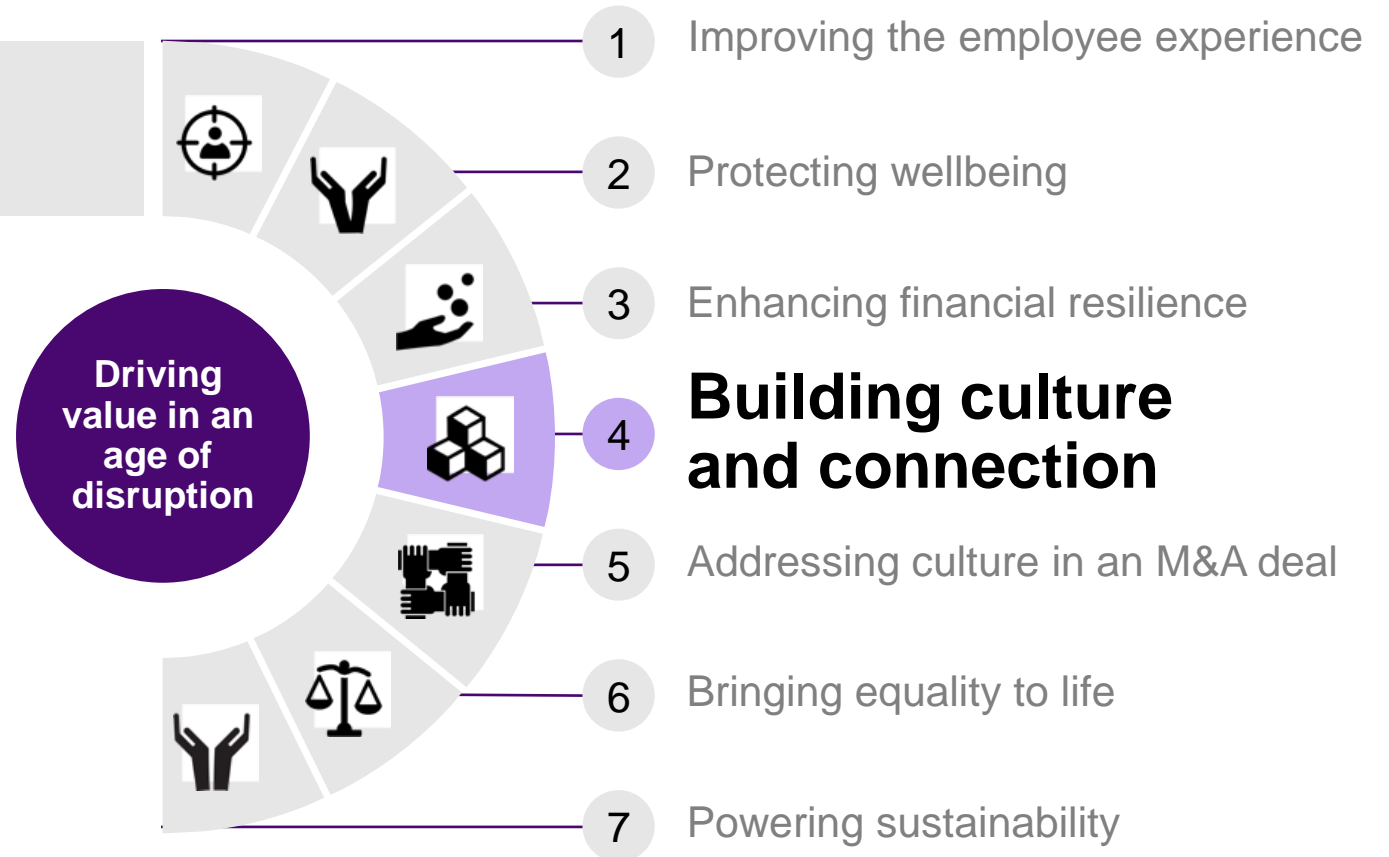 1 Improving the employee experience
2 Protecting wellbeing
3 Enhancing financial resilience
Driving
value in an
age of
disruption
4 Building culture
and connection
5 Addressing culture in an M&A deal
6 Bringing equality to life
7 Powering sustainability